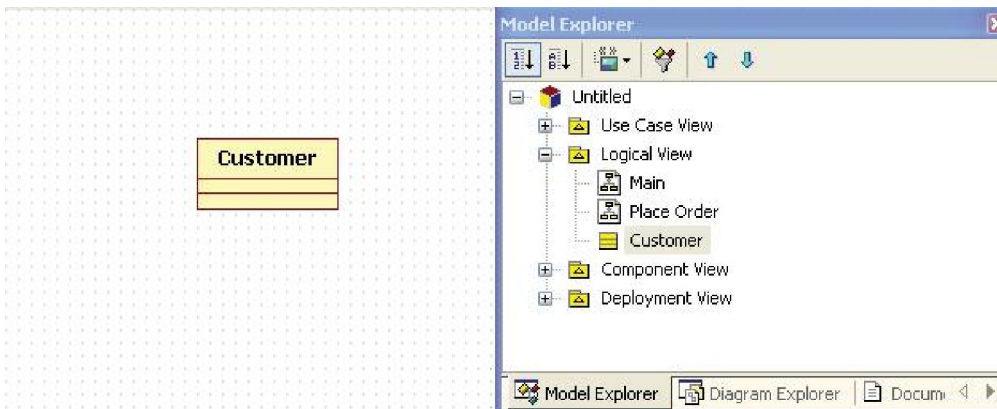 Customer
Model Explorer
Untitled
Use Case View
Logical View
Main
Place Order
Customer
Component View
Deployment View
Model Explorer
Diagram Explorer
Docum